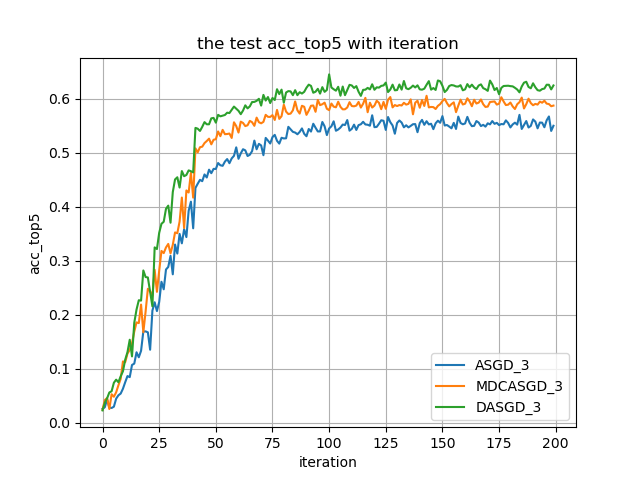 the test acc_top5 with iteration
acc_top5
0.6
0.5
0.4
0.3
0.2
0.1
0.0
0 25 50 75 100 125 150 175 200
iteration
ASGD_3
MDCASGD_3
DASGD_3